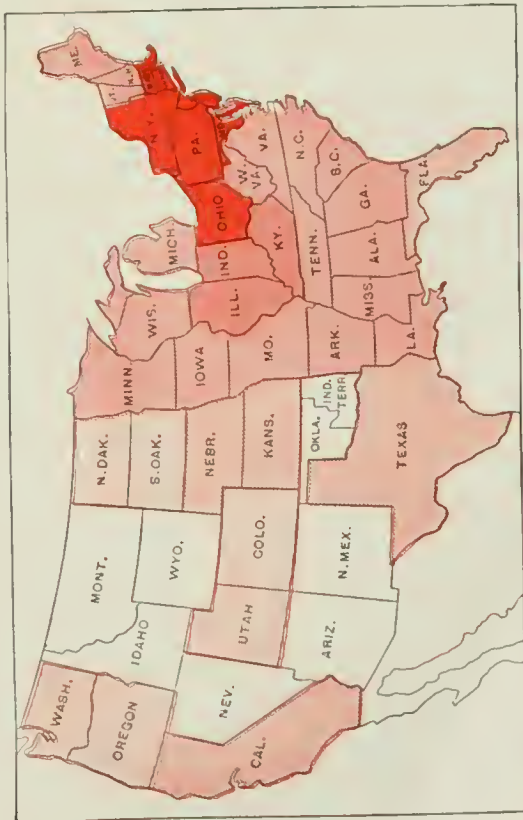 WASH.
OREGON
CAL.
NEV.
IDAHO
MONT.
WYO.
UTAH
COLO.
ARIZ.
N. MEX.
N. DAK.
S. DAK.
NEBR.
KANS.
OKLA.
IND.
TERR.
TEXAS
MINN.
IOWA
MO.
ARK.
LA.
WIS.
ILL.
MICH.
IND.
OHIO
KY.
TENN.
MISS.
ALA.
GA.
FLA.
S.C.
N.C.
VA.
W.
VA.
PA.
N.Y.
N.H.
ME.